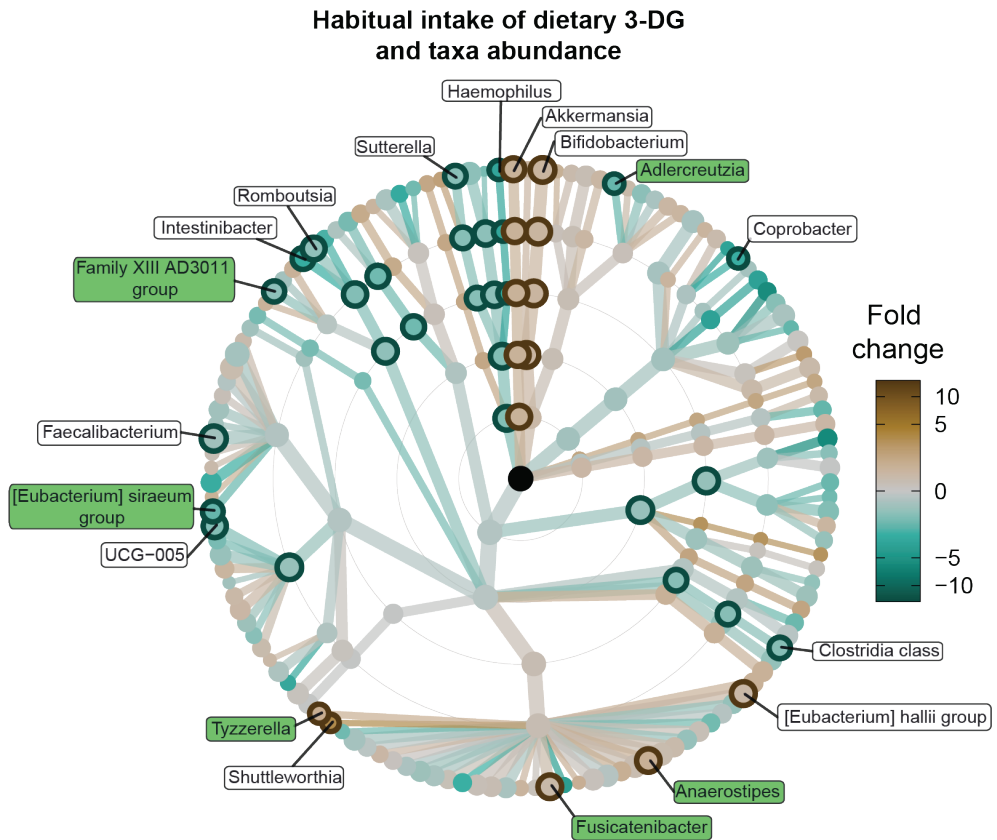 Habitual intake of dietary 3-DG
and taxa abundance
Haemophilus
Akkermansia
Bifidobacterium
Sutterella
Adlercreutzia
Romboutsia
Intestinibacter
Coprobacter
Family XIII AD3011
group
Fold
change
10
5
0
−5
−10
Faecalibacterium
[Eubacterium] siraeum
group
UCG−005
Clostridia class
[Eubacterium] hallii group
Tyzzerella
Shuttleworthia
Anaerostipes
Fusicatenibacter